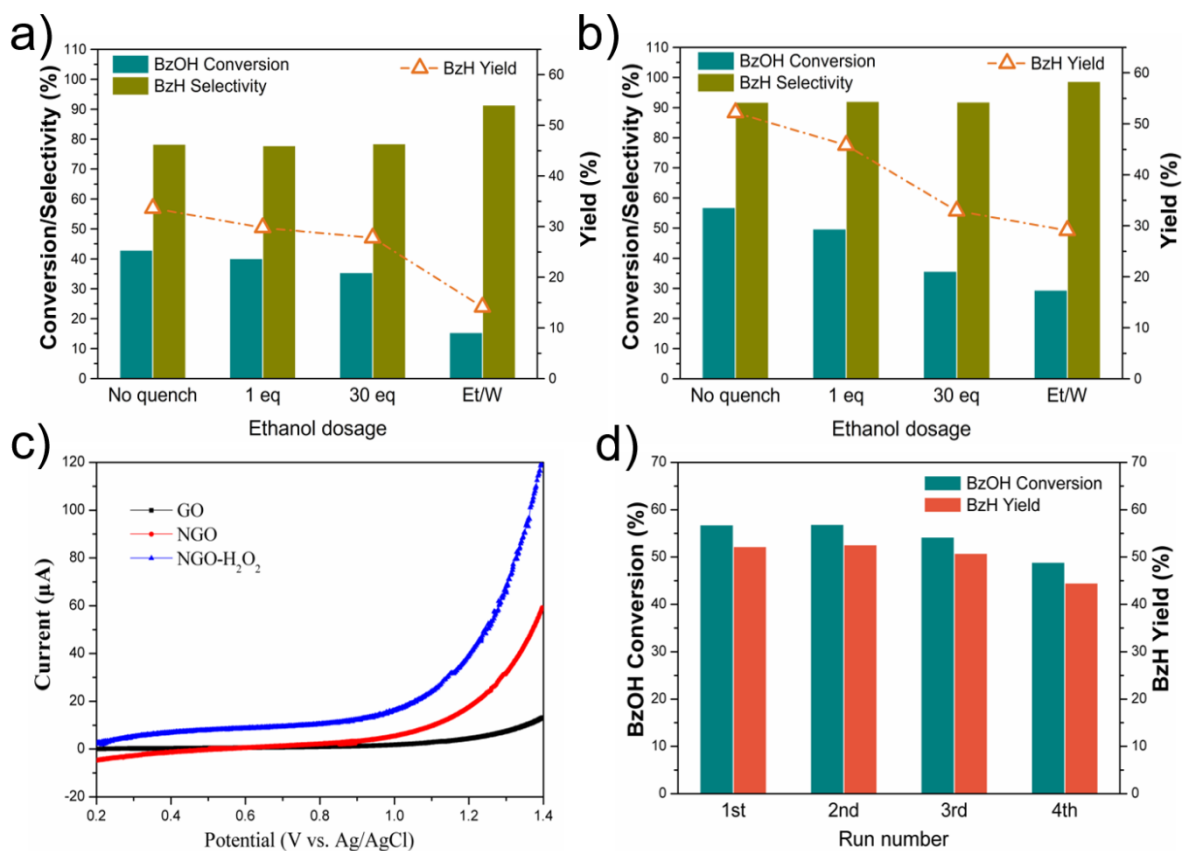 a)
BzOH Conversion
BzH Selectivity
BzH Yield
Conversion/Selectivity (%)
110
100
90
80
70
60
50
40
30
20
10
0
Yield (%)
60
50
40
30
20
10
0
No quench 1 eq 30 eq Et/W
Ethanol dosage
b)
BzOH Conversion
BzH Selectivity
BzH Yield
Conversion/Selectivity (%)
110
100
90
80
70
60
50
40
30
20
10
0
Yield (%)
60
50
40
30
20
10
0
No quench 1 eq 30 eq Et/W
Ethanol dosage
c)
GO
NGO
NGO-H₂O₂
Current (μA)
120
100
80
60
40
20
0
-20
0.2 0.4 0.6 0.8 1.0 1.2 1.4
Potential (V vs. Ag/AgCl)
d)
BzOH Conversion
BzH Yield
BzOH Conversion (%)
70
60
50
40
30
20
10
0
BzH Yield (%)
70
60
50
40
30
20
10
0
1st 2nd 3rd 4th
Run number